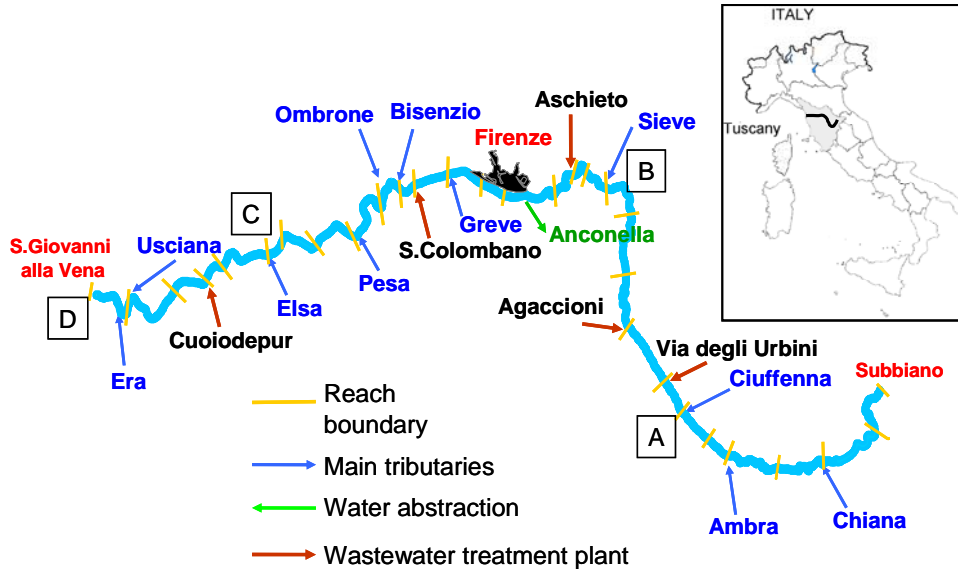 ITALY
Tuscany
Aschieto
Ombrone
Bisenzio
Sieve
Firenze
B
C
Usciana
Greve
Anconella
S.Colombano
S.Giovanni
alla Vena
Pesa
Elsa
D
Agaccioni
Cuoiodepur
Via degli Urbini
Ciuffenna
Subbiano
Era
A
Reach
boundary
Main tributaries
Water abstraction
Wastewater treatment plant
Ambra
Chiana